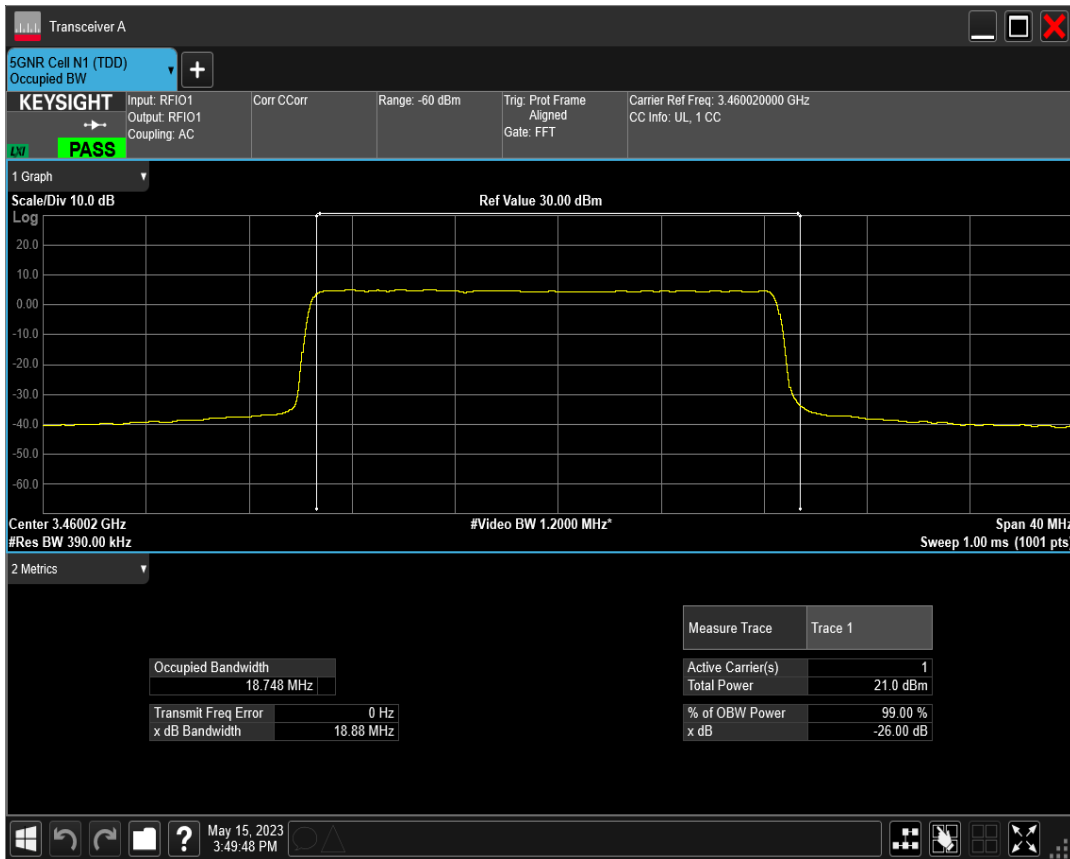 Transceiver A
5GNR Cell N1 (TDD)
Occupied BW
+
KEYSIGHT
LXI
PASS
Input: RFIO1
Output: RFIO1
Coupling: AC
Corr CCorr
Range: -60 dBm
Trig: Prot Frame
Aligned
Gate: FFT
Carrier Ref Freq: 3.460020000 GHz
CC Info: UL, 1 CC
1 Graph
Scale/Div 10.0 dB
Ref Value 30.00 dBm
Log
20.0
10.0
0.00
-10.0
-20.0
-30.0
-40.0
-50.0
-60.0
Center 3.46002 GHz
#Video BW 1.2000 MHz*
Span 40 MHz
#Res BW 390.00 kHz
Sweep 1.00 ms (1001 pts)
2 Metrics
Measure Trace Trace 1
Occupied Bandwidth
18.748 MHz
Active Carrier(s) 1
Total Power 21.0 dBm
Transmit Freq Error 0 Hz
x dB Bandwidth 18.88 MHz
% of OBW Power 99.00 %
x dB -26.00 dB
?
May 15, 2023
3:49:48 PM